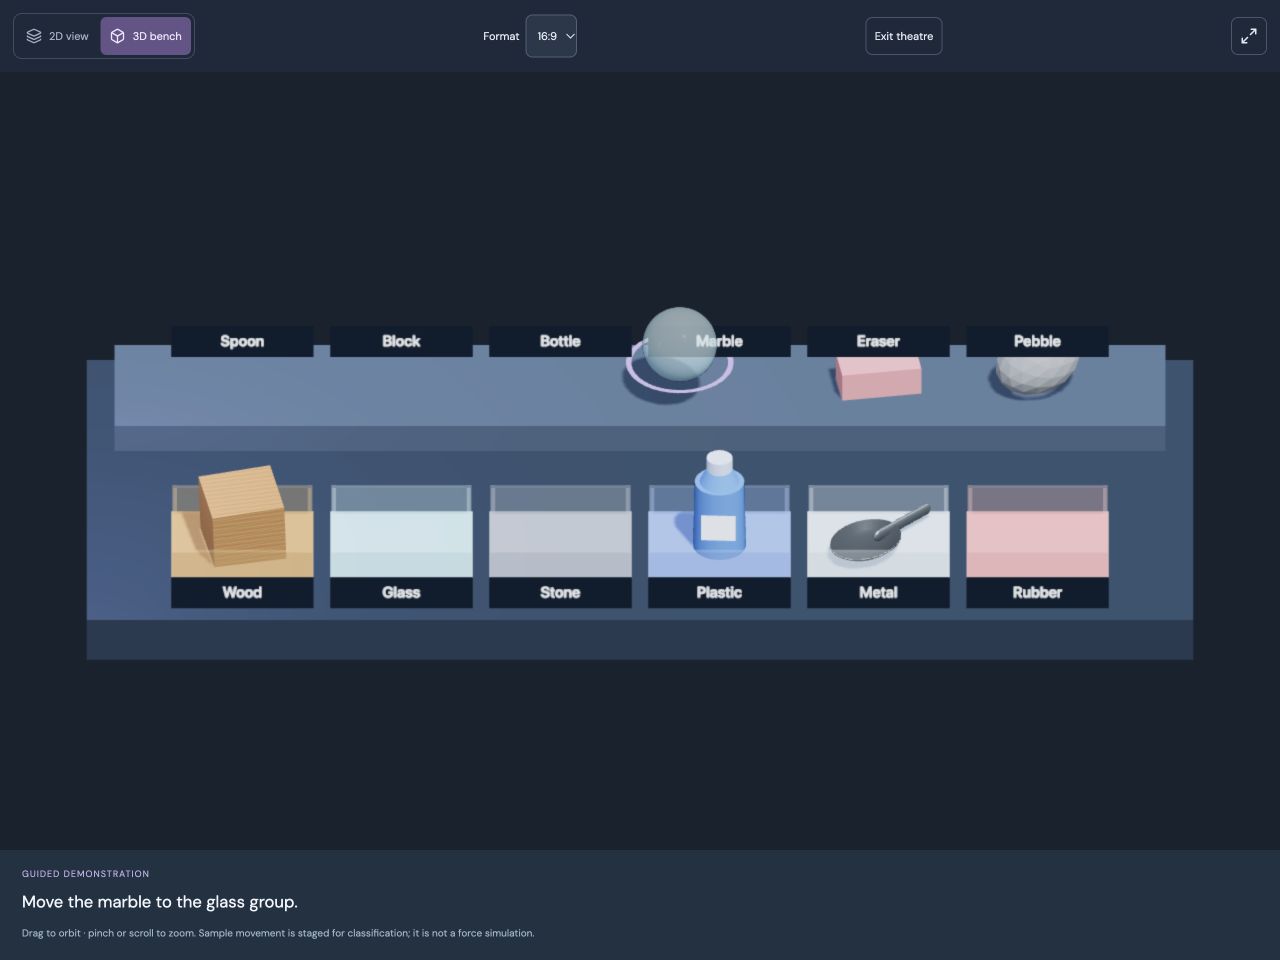 2D view
3D bench
Format
16:9
Exit theatre
Spoon
Block
Bottle
Marble
Eraser
Pebble
Wood
Glass
Stone
Plastic
Metal
Rubber
GUIDED DEMONSTRATION
Move the marble to the glass group.
Drag to orbit · pinch or scroll to zoom. Sample movement is staged for classification; it is not a force simulation.